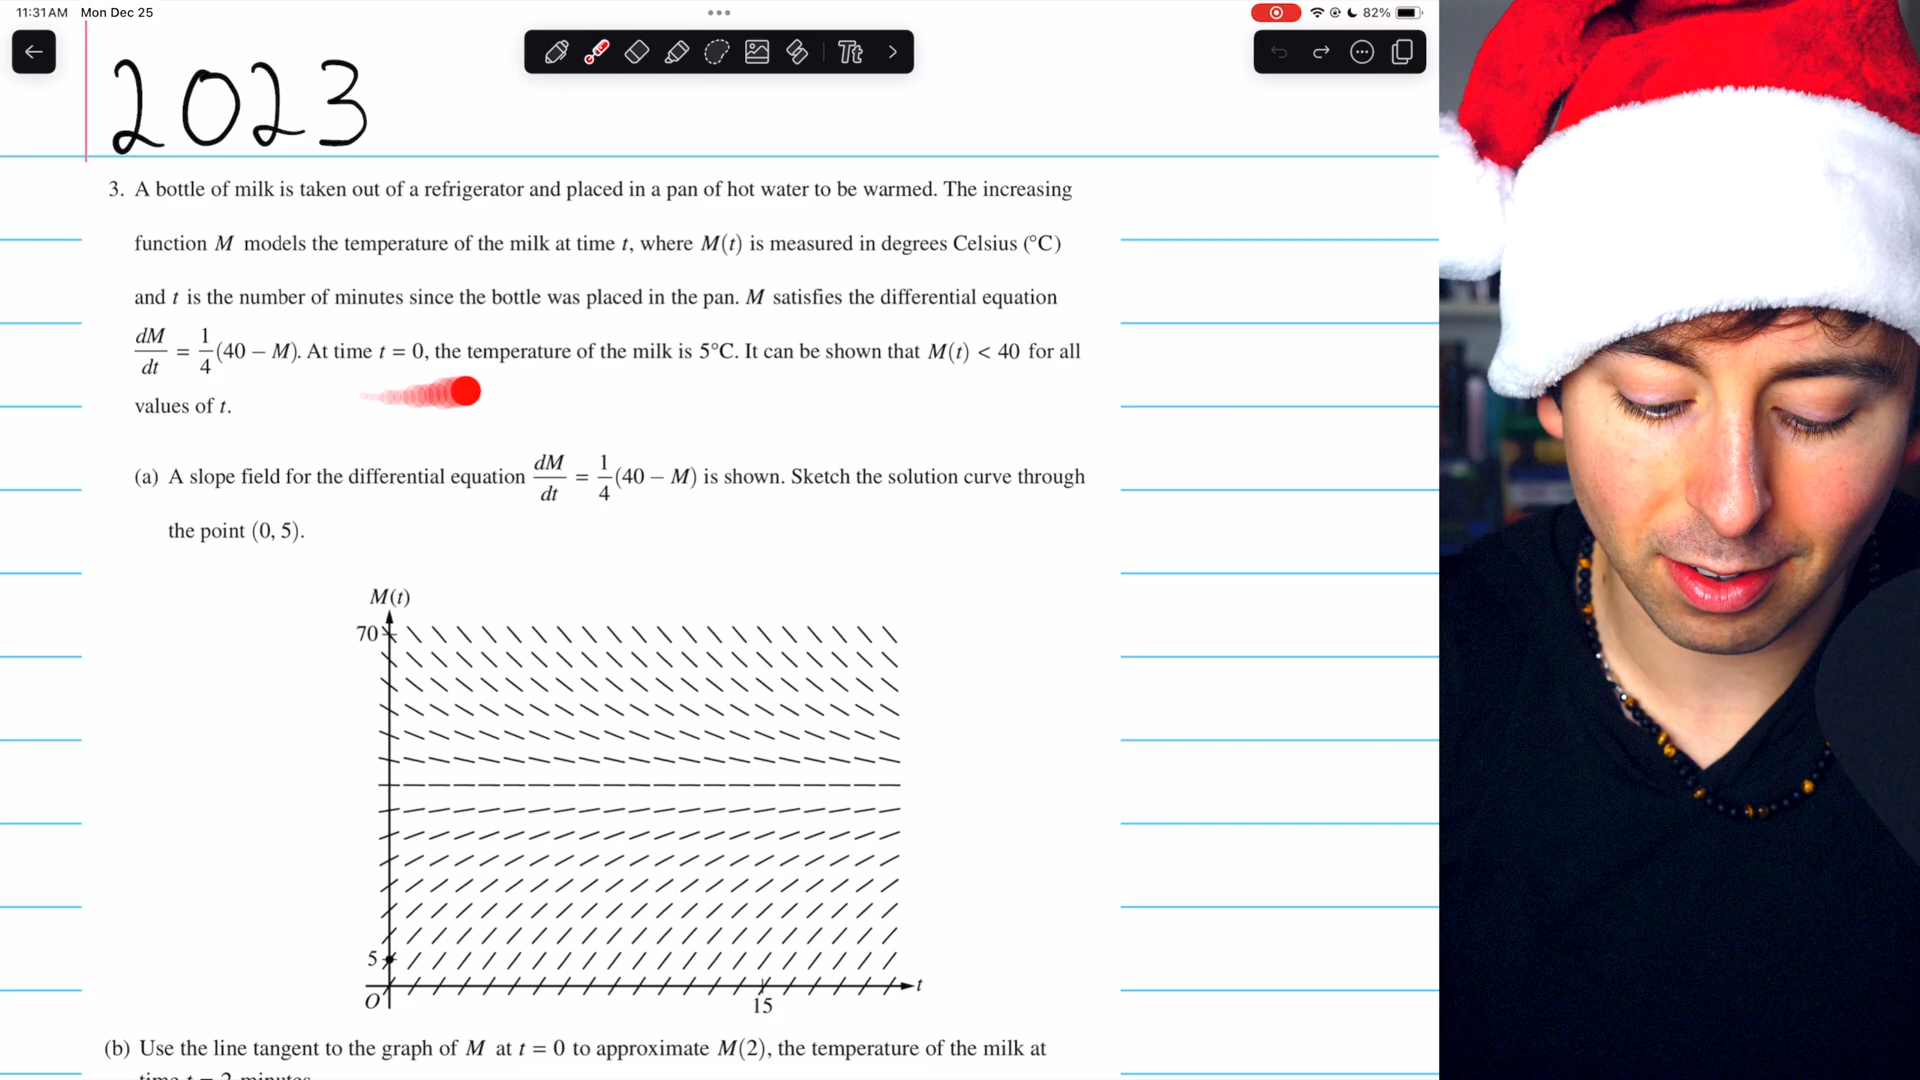 11:31 AM Mon Dec 25
82%
Tt
2023
3. A bottle of milk is taken out of a refrigerator and placed in a pan of hot water to be warmed. The increasing
function M models the temperature of the milk at time t, where M(t) is measured in degrees Celsius (°C)
and t is the number of minutes since the bottle was placed in the pan. M satisfies the differential equation
dM/dt = 1/4(40 – M). At time t = 0, the temperature of the milk is 5°C. It can be shown that M(t) < 40 for all
values of t.
(a) A slope field for the differential equation dM/dt = 1/4(40 – M) is shown. Sketch the solution curve through
the point (0, 5).
M(t)
70
5
O
15
t
(b) Use the line tangent to the graph of M at t = 0 to approximate M(2), the temperature of the milk at
time t = 2 minutes